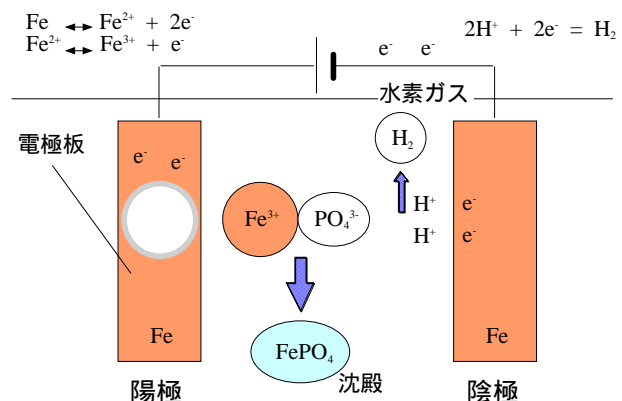 Fe ↔ Fe²⁺ + 2e⁻
Fe²⁺ ↔ Fe³⁺ + e⁻
e⁻ e⁻
2H⁺ + 2e⁻ = H₂
水素ガス
電極板
e⁻ e⁻
H₂
Fe³⁺ PO₄³⁻
H⁺ e⁻
H⁺ e⁻
Fe
FePO₄
Fe
沈殿
陽極
陰極